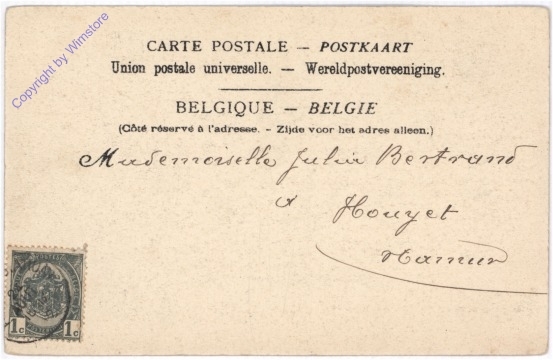 Copyright by Wimstore
CARTE POSTALE — POSTKAART
Union postale universelle. — Wereldpostvereeniging.
BELGIQUE — BELGIE
(Côté réservé à l'adresse. - Zijde voor het adres alleen.)
Mademoiselle Julia Bertrand
à Houyet
Namur
1c 1c